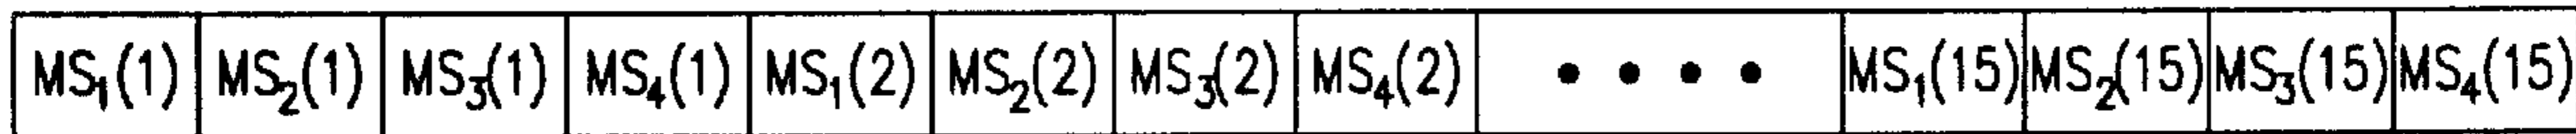 MS₁(1) MS₂(1) MS₃(1) MS₄(1) MS₁(2) MS₂(2) MS₃(2) MS₄(2) • • • • MS₁(15) MS₂(15) MS₃(15) MS₄(15)